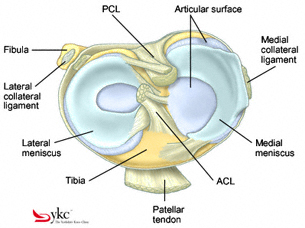 PCL
Articular surface
Fibula
Medial
collateral
ligament
Lateral
collateral
ligament
Lateral
meniscus
Medial
meniscus
Tibia
ACL
Patellar
tendon
ykc
The Yorkshire Knee Clinic